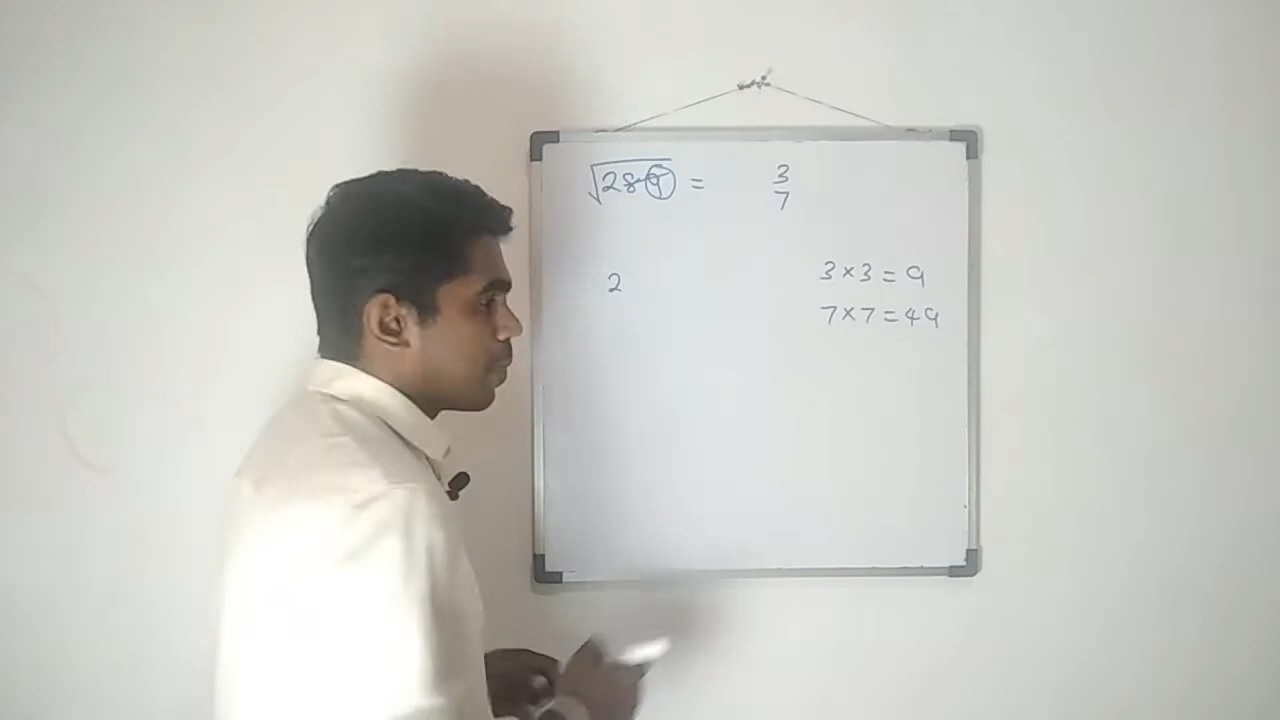 √289 = 3
7
2
3×3=9
7×7=49